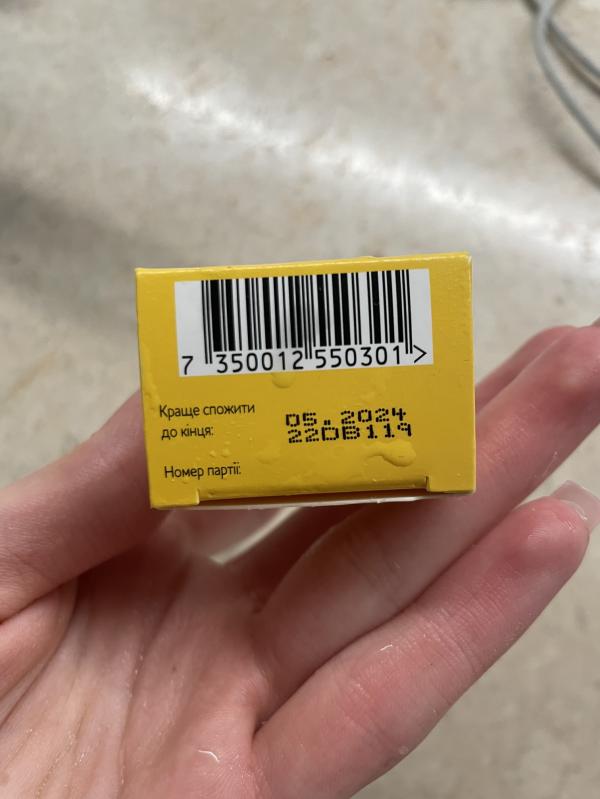 7 350012 550301 >
Краще спожити
до кінця:
05.2024
22DB119
Номер партії: